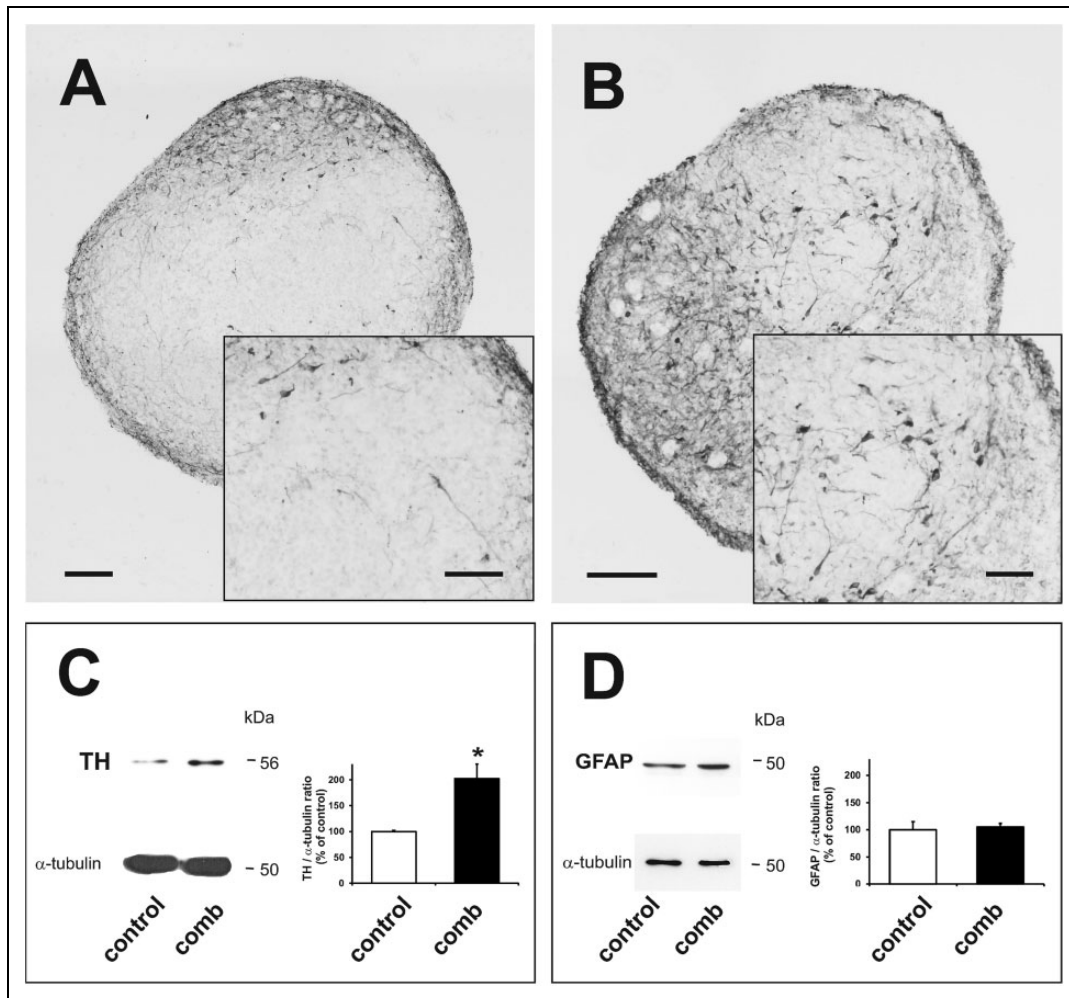 A
B
C
kDa
TH
- 56
α-tubulin
- 50
control
comb
TH / α-tubulin ratio
(% of control)
200
150
100
50
0
*
control
comb
D
kDa
GFAP
- 50
α-tubulin
- 50
control
comb
GFAP / α-tubulin ratio
(% of control)
200
150
100
50
0
control
comb